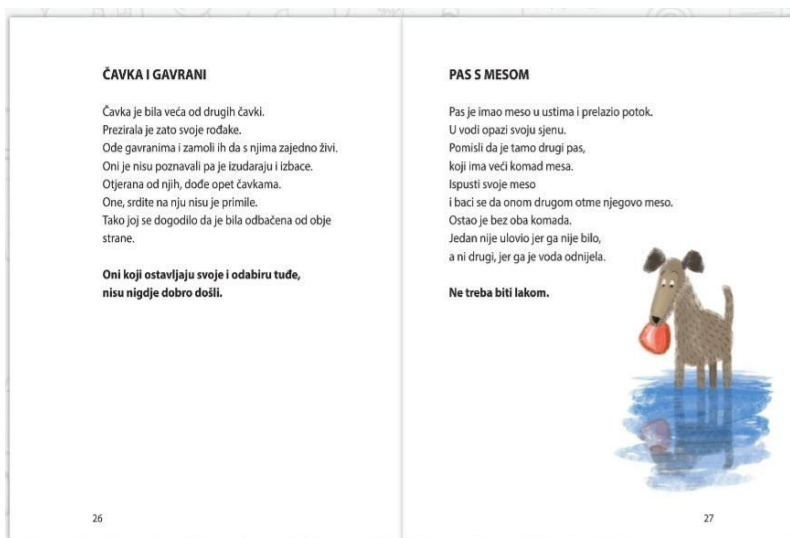 ČAVKA I GAVRANI
Čavka je bila veća od drugih čavki.
Prezirala je zato svoje rođake.
Ode gavranima i zamoli ih da s njima zajedno živi.
Oni je nisu poznavali pa je izudaraju i izbace.
Otjerana od njih, dođe opet čavkama.
One, srdite na nju nisu je primile.
Tako joj se dogodilo da je bila odbačena od obje
strane.
Oni koji ostavljaju svoje i odabiru tuđe,
nisu nigdje dobro došli.
26
PAS S MESOM
Pas je imao meso u ustima i prelazio potok.
U vodi opazi svoju sjenu.
Pomisli da je tamo drugi pas,
koji ima veći komad mesa.
Ispusti svoje meso
i baci se da onom drugom otme njegovo meso.
Ostao je bez oba komada.
Jedan nije ulovio jer ga nije bilo,
a ni drugi, jer ga je voda odnijela.
Ne treba biti lakom.
27